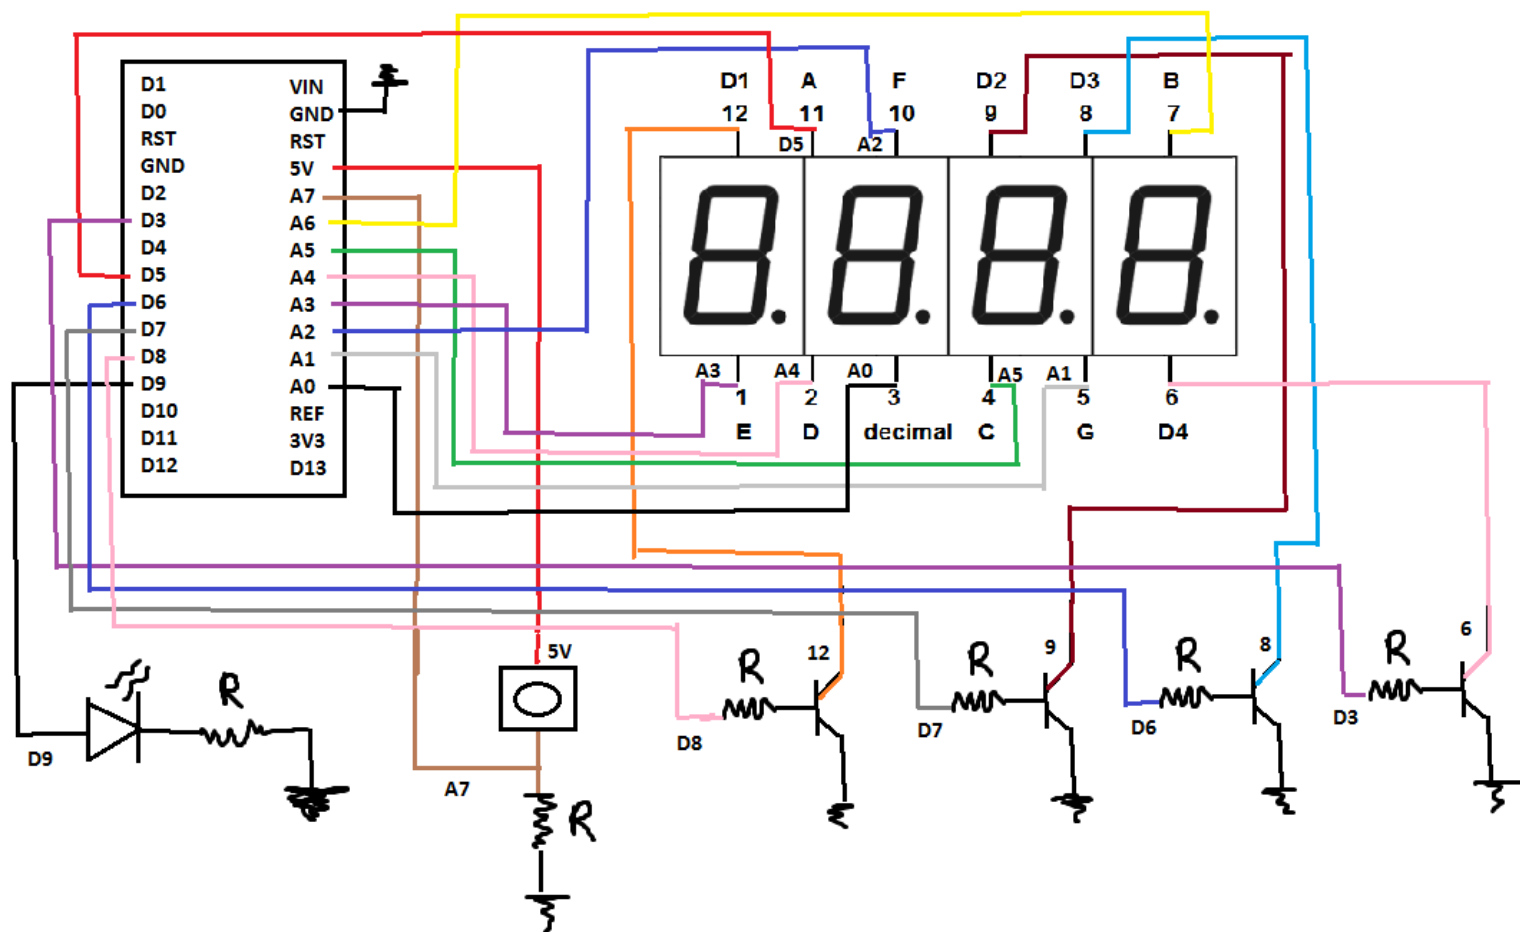 D1
D0
RST
GND
D2
D3
D4
D5
D6
D7
D8
D9
D10
D11
D12
VIN
GND
RST
5V
A7
A6
A5
A4
A3
A2
A1
A0
REF
3V3
D13
D1 A F D2 D3 B
12 11 10 9 8 7
D5 A2
A3 A4 A0 A5 A1
1 2 3 4 5 6
E D decimal C G D4
5V
12 9 8 6
R R R R R
D9 D8 D7 D6 D3
A7
R